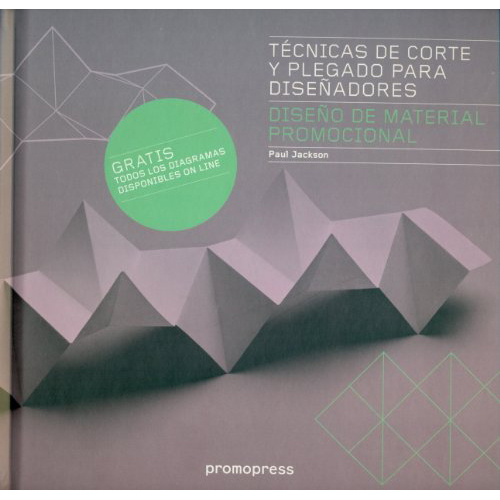 TÉCNICAS DE CORTE
Y PLEGADO PARA
DISEÑADORES
DISEÑO DE MATERIAL
PROMOCIONAL
Paul Jackson
GRATIS
TODOS LOS DIAGRAMAS
DISPONIBLES ON LINE
promopress